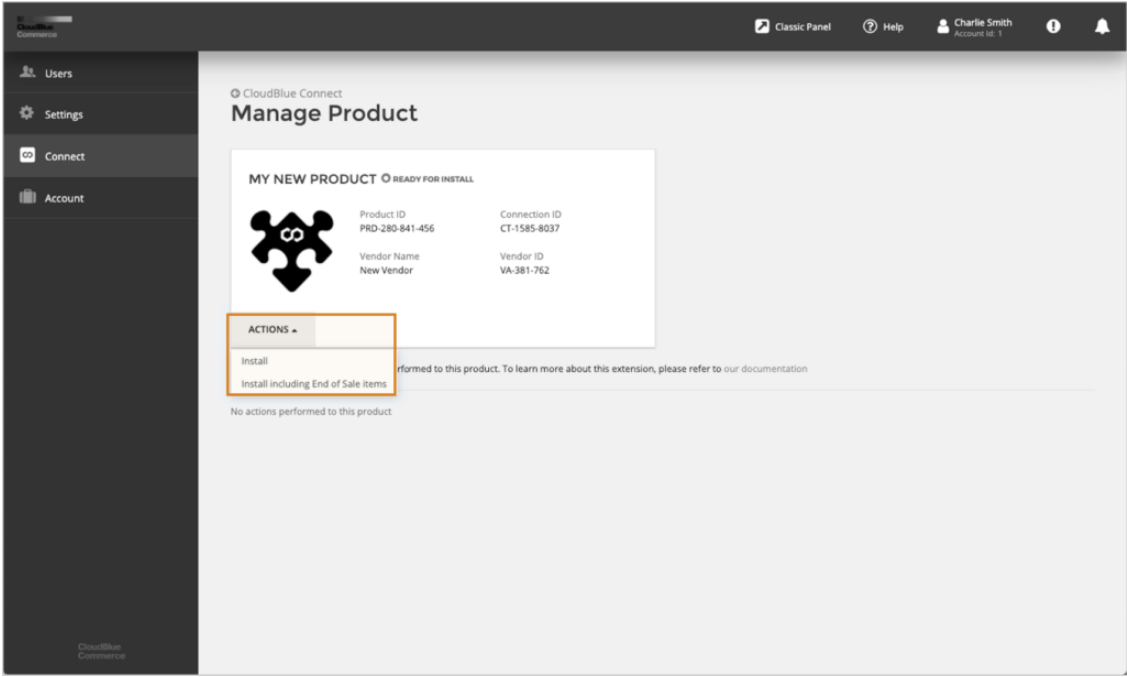 CloudBlue
Commerce
Classic Panel
Help
Charlie Smith
Account Id: 1
Users
Settings
Connect
Account
CloudBlue Connect
Manage Product
MY NEW PRODUCT READY FOR INSTALL
Product ID
PRD-280-841-456
Connection ID
CT-1585-8037
Vendor Name
New Vendor
Vendor ID
VA-381-762
ACTIONS
Install
Install including End of Sale items
rformed to this product. To learn more about this extension, please refer to our documentation
No actions performed to this product
CloudBlue
Commerce